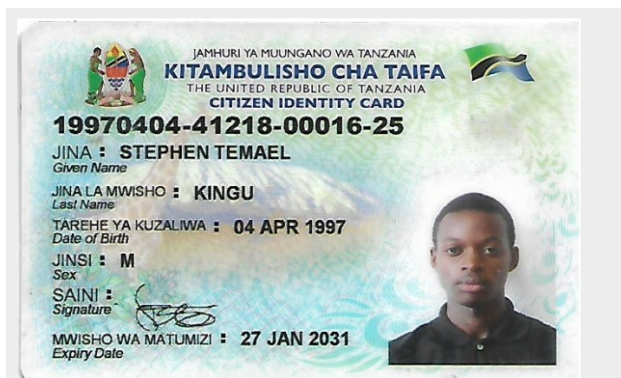 JAMHURI YA MUUNGANO WA TANZANIA
KITAMBULISHO CHA TAIFA
THE UNITED REPUBLIC OF TANZANIA
CITIZEN IDENTITY CARD
19970404-41218-00016-25
JINA : STEPHEN TEMAEL
Given Name
JINA LA MWISHO : KINGU
Last Name
TAREHE YA KUZALIWA : 04 APR 1997
Date of Birth
JINSI : M
Sex
SAINI :
Signature
MWISHO WA MATUMIZI : 27 JAN 2031
Expiry Date